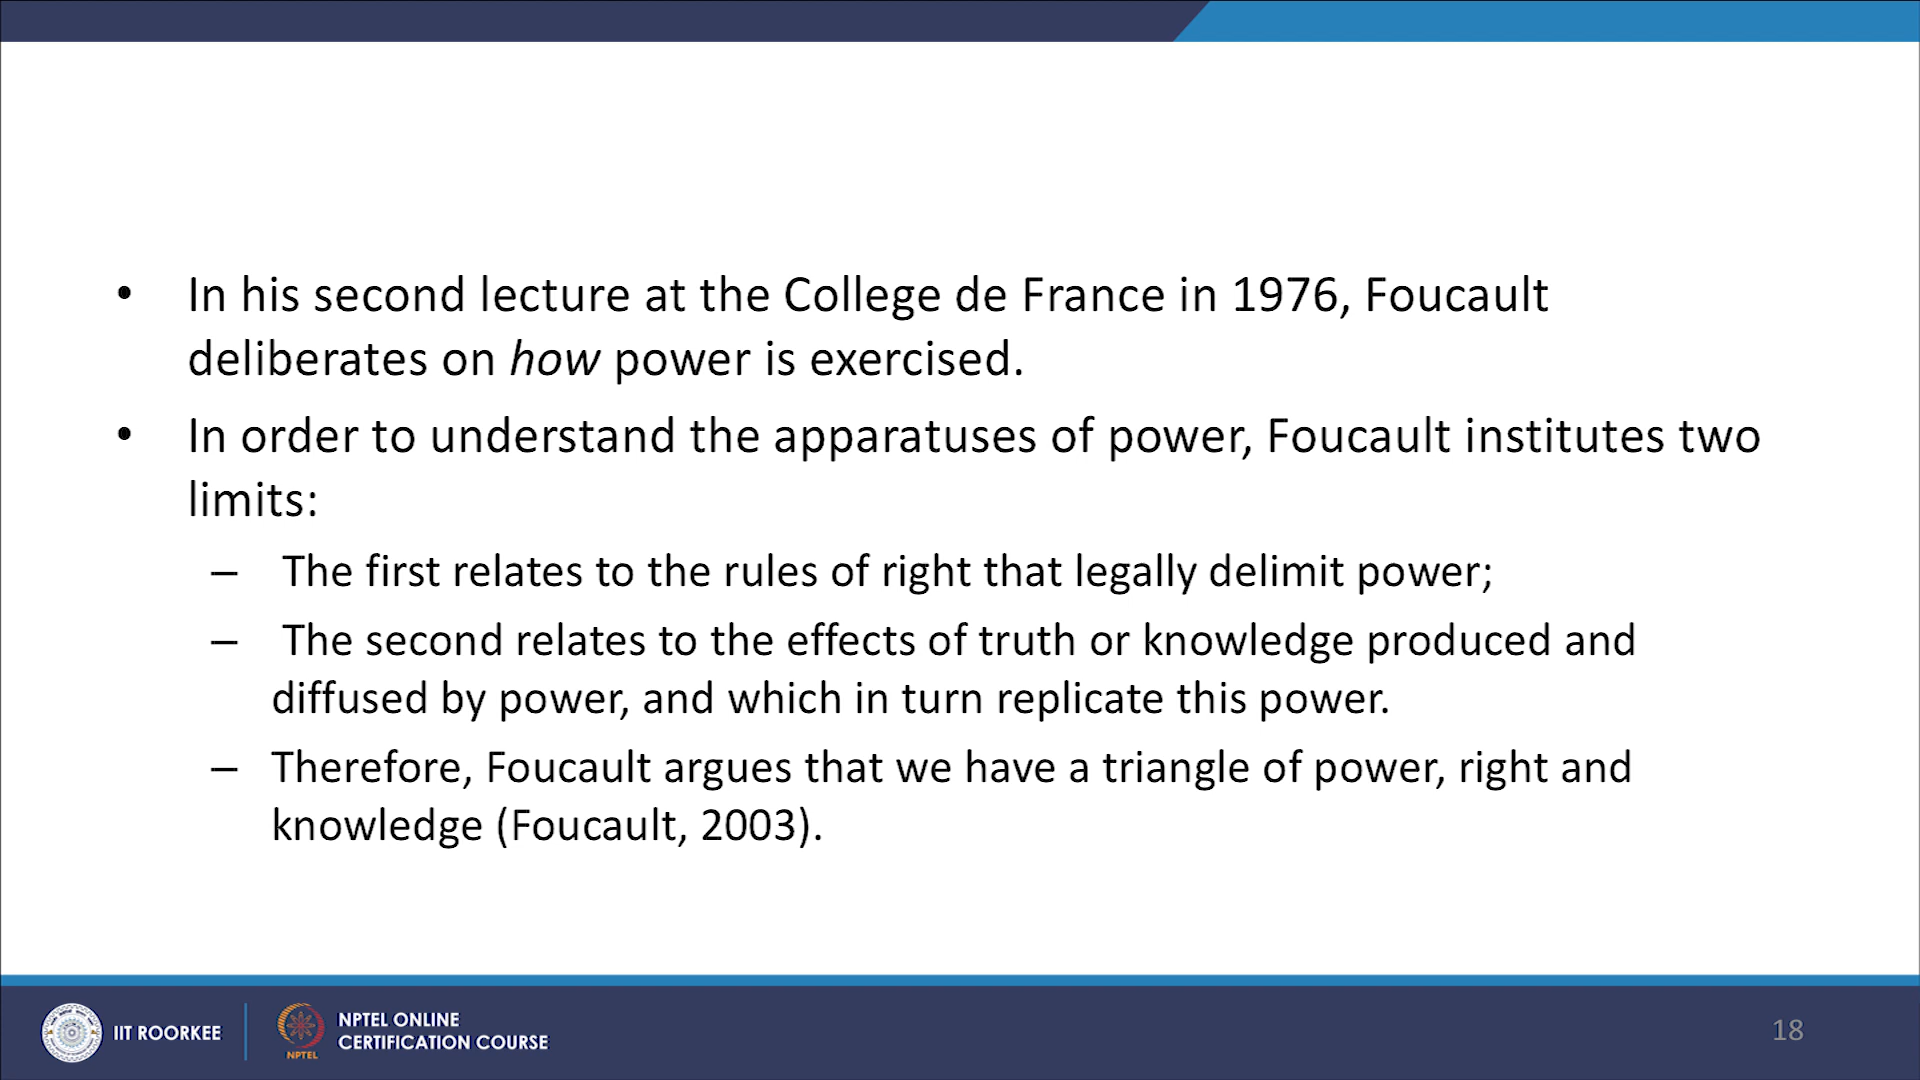 • In his second lecture at the College de France in 1976, Foucault
deliberates on how power is exercised.
• In order to understand the apparatuses of power, Foucault institutes two
limits:
– The first relates to the rules of right that legally delimit power;
– The second relates to the effects of truth or knowledge produced and
diffused by power, and which in turn replicate this power.
– Therefore, Foucault argues that we have a triangle of power, right and
knowledge (Foucault, 2003).
IIT ROORKEE
NPTEL
NPTEL ONLINE
CERTIFICATION COURSE
18